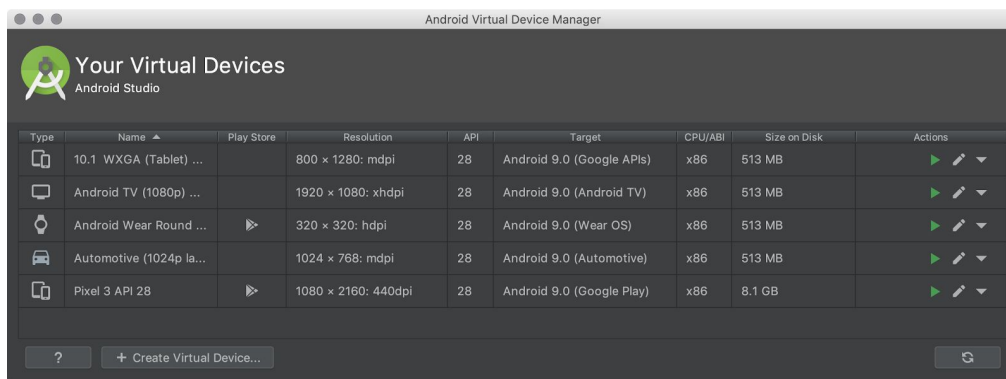 Android Virtual Device Manager
Your Virtual Devices
Android Studio
Type Name Play Store Resolution API Target CPU/ABI Size on Disk Actions
10.1 WXGA (Tablet) ... 800 × 1280: mdpi 28 Android 9.0 (Google APIs) x86 513 MB
Android TV (1080p) ... 1920 × 1080: xhdpi 28 Android 9.0 (Android TV) x86 513 MB
Android Wear Round ... 320 × 320: hdpi 28 Android 9.0 (Wear OS) x86 513 MB
Automotive (1024p la... 1024 × 768: mdpi 28 Android 9.0 (Automotive) x86 513 MB
Pixel 3 API 28 1080 × 2160: 440dpi 28 Android 9.0 (Google Play) x86 8.1 GB
? + Create Virtual Device...